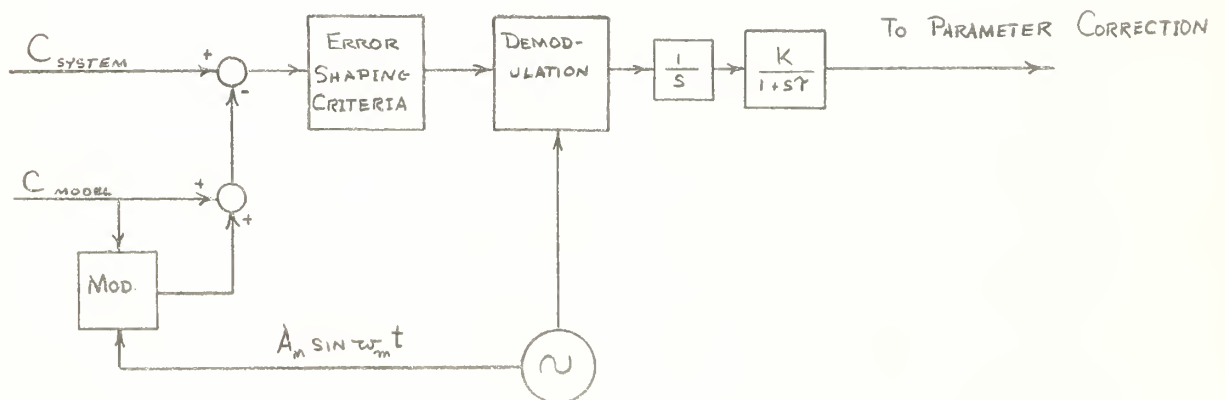 C SYSTEM
+
-
ERROR
SHAPING
CRITERIA
DEMOD-
ULATION
1
S
K
1+Sτ
TO PARAMETER CORRECTION
C MODEL
+
+
MOD.
A_m SIN ω_m t
~